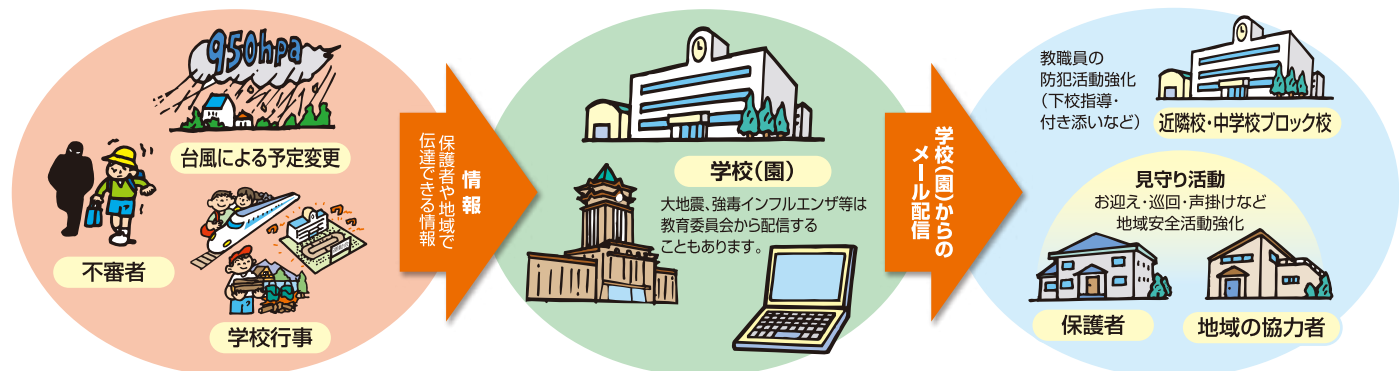 950hpa
台風による予定変更
不審者
学校行事
情報
保護者や地域で
伝達できる情報
学校（園）
大地震、強毒インフルエンザ等は
教育委員会から配信する
こともあります。
学校（園）からの
メール配信
教職員の
防犯活動強化
（下校指導・
付き添いなど）
近隣校・中学校ブロック校
見守り活動
お迎え・巡回・声掛けなど
地域安全活動強化
保護者
地域の協力者